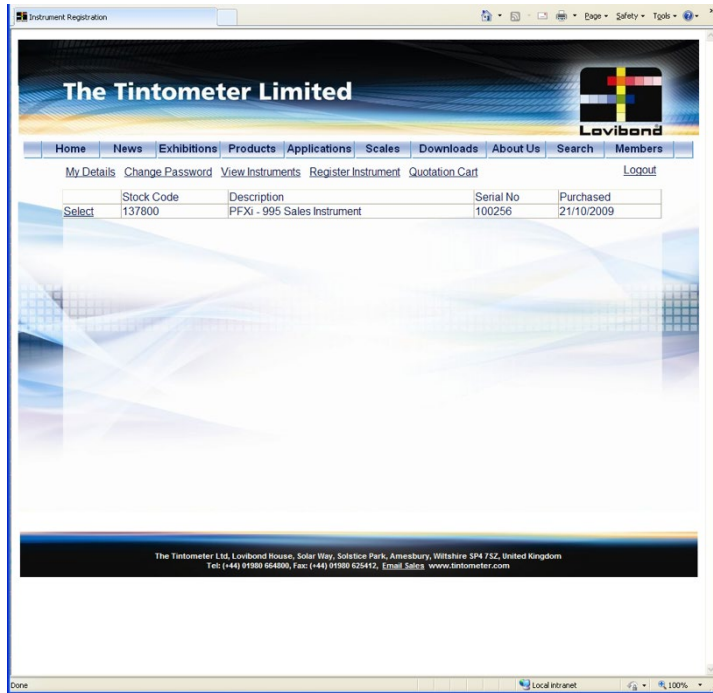 Instrument Registration
Page Safety Tools
The Tintometer Limited
Lovibond
Home News Exhibitions Products Applications Scales Downloads About Us Search Members
My Details Change Password View Instruments Register Instrument Quotation Cart Logout
Stock Code Description Serial No Purchased
Select 137800 PFXi - 995 Sales Instrument 100256 21/10/2009
The Tintometer Ltd, Lovibond House, Solar Way, Solstice Park, Amesbury, Wiltshire SP4 7SZ, United Kingdom
Tel: (+44) 01980 664800, Fax: (+44) 01980 625412, Email Sales www.tintometer.com
Done Local intranet 100%